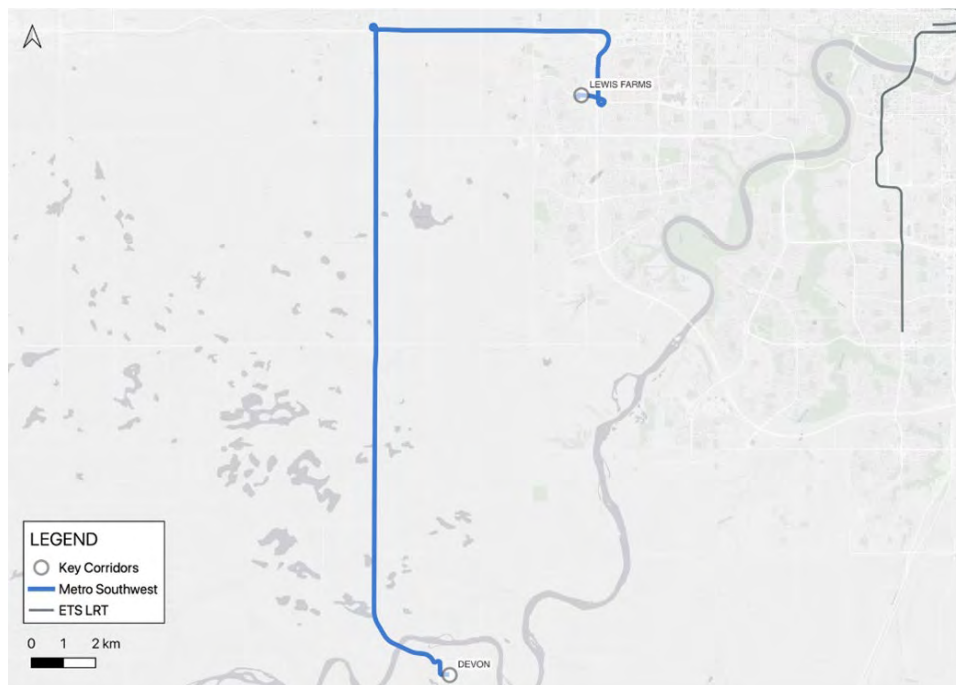 LEWIS FARMS
LEGEND
Key Corridors
Metro Southwest
ETS LRT
0 1 2 km
DEVON